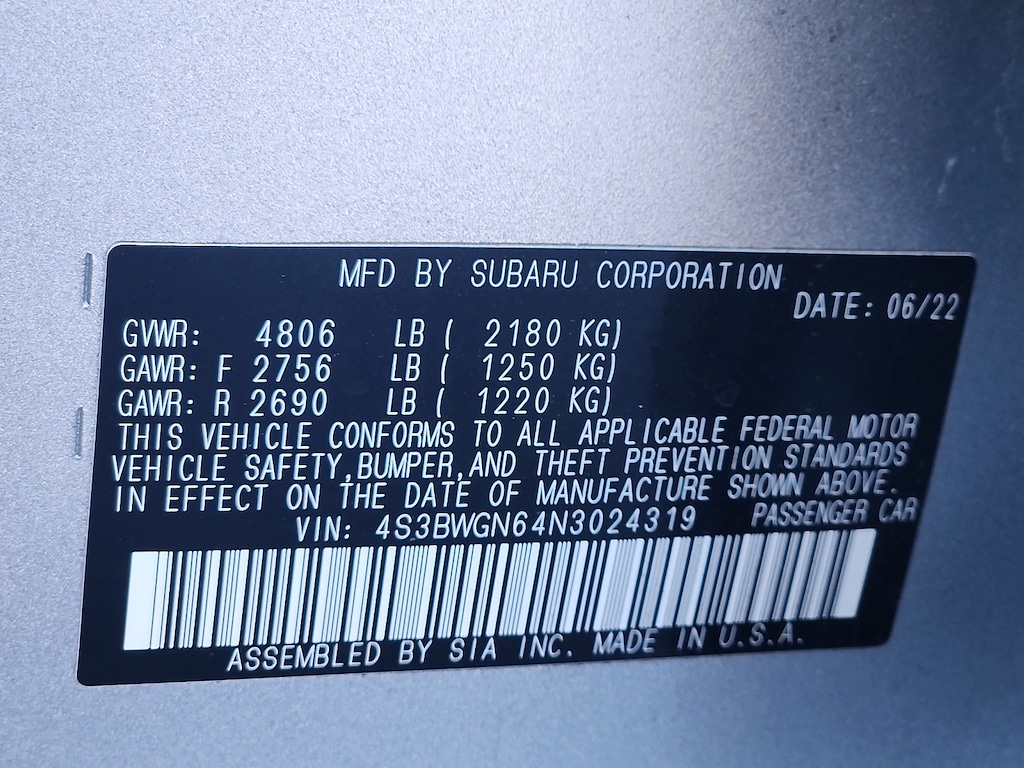 MFD BY SUBARU CORPORATION
DATE: 06/22
GVWR: 4806 LB ( 2180 KG)
GAWR: F 2756 LB ( 1250 KG)
GAWR: R 2690 LB ( 1220 KG)
THIS VEHICLE CONFORMS TO ALL APPLICABLE FEDERAL MOTOR
VEHICLE SAFETY,BUMPER,AND THEFT PREVENTION STANDARDS
IN EFFECT ON THE DATE OF MANUFACTURE SHOWN ABOVE.
VIN: 4S3BWGN64N3024319 PASSENGER CAR
ASSEMBLED BY SIA INC. MADE IN U.S.A.